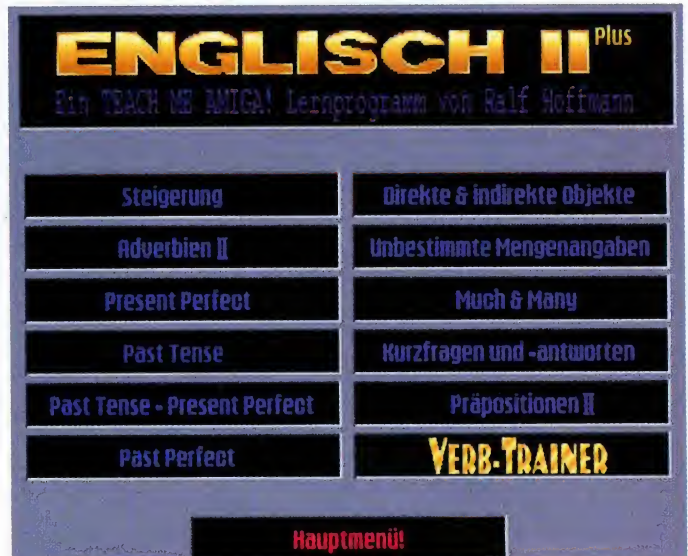 ENGLISCH II Plus
Ein TEACH ME AMIGA! Lernprogramm von Ralf Hoffmann
Steigerung
Direkte & indirekte Objekte
Adverbien II
Unbestimmte Mengenangaben
Present Perfect
Much & Many
Past Tense
Kurzfragen und -antworten
Past Tense - Present Perfect
Präpositionen II
Past Perfect
VERB-TRAINER
Hauptmenü!